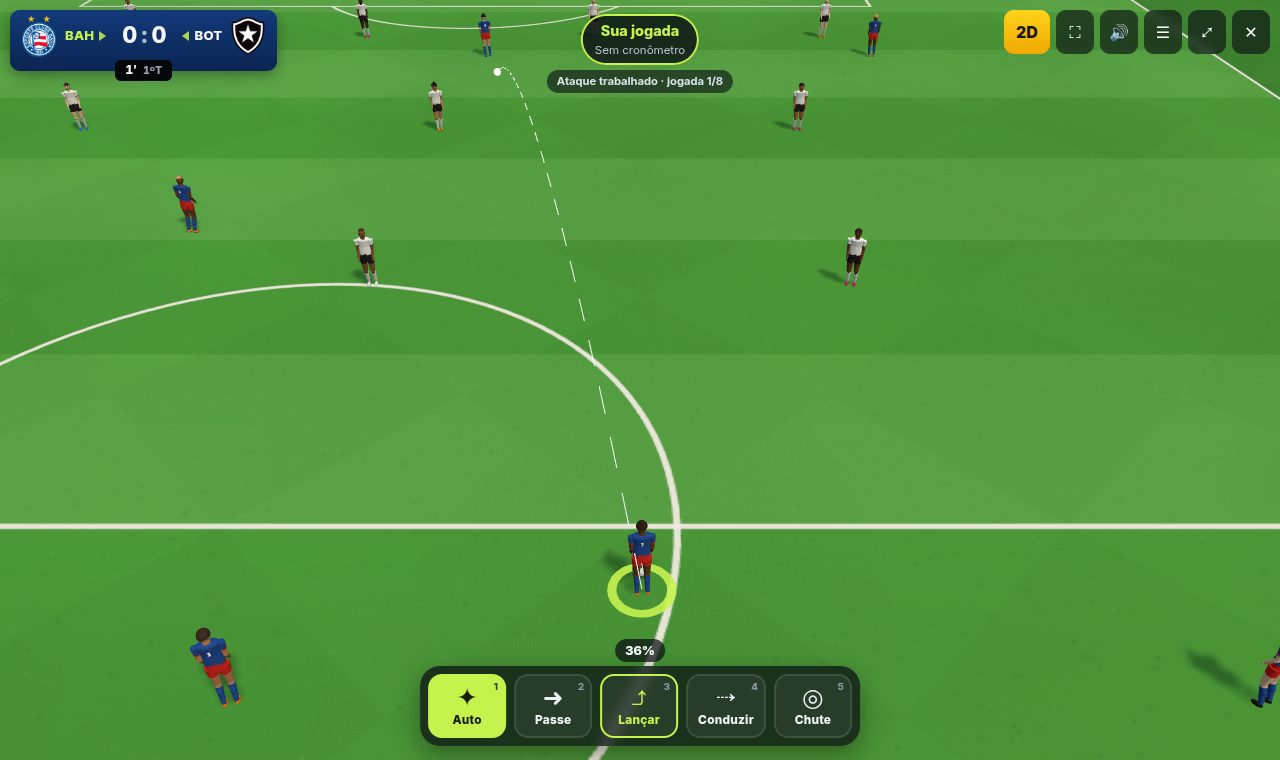 BAH 0:0 BOT
1′ 1ºT
Sua jogada
Sem cronômetro
Ataque trabalhado · jogada 1/8
2D
36%
1 2 3 4 5
Auto Passe Lançar Conduzir Chute